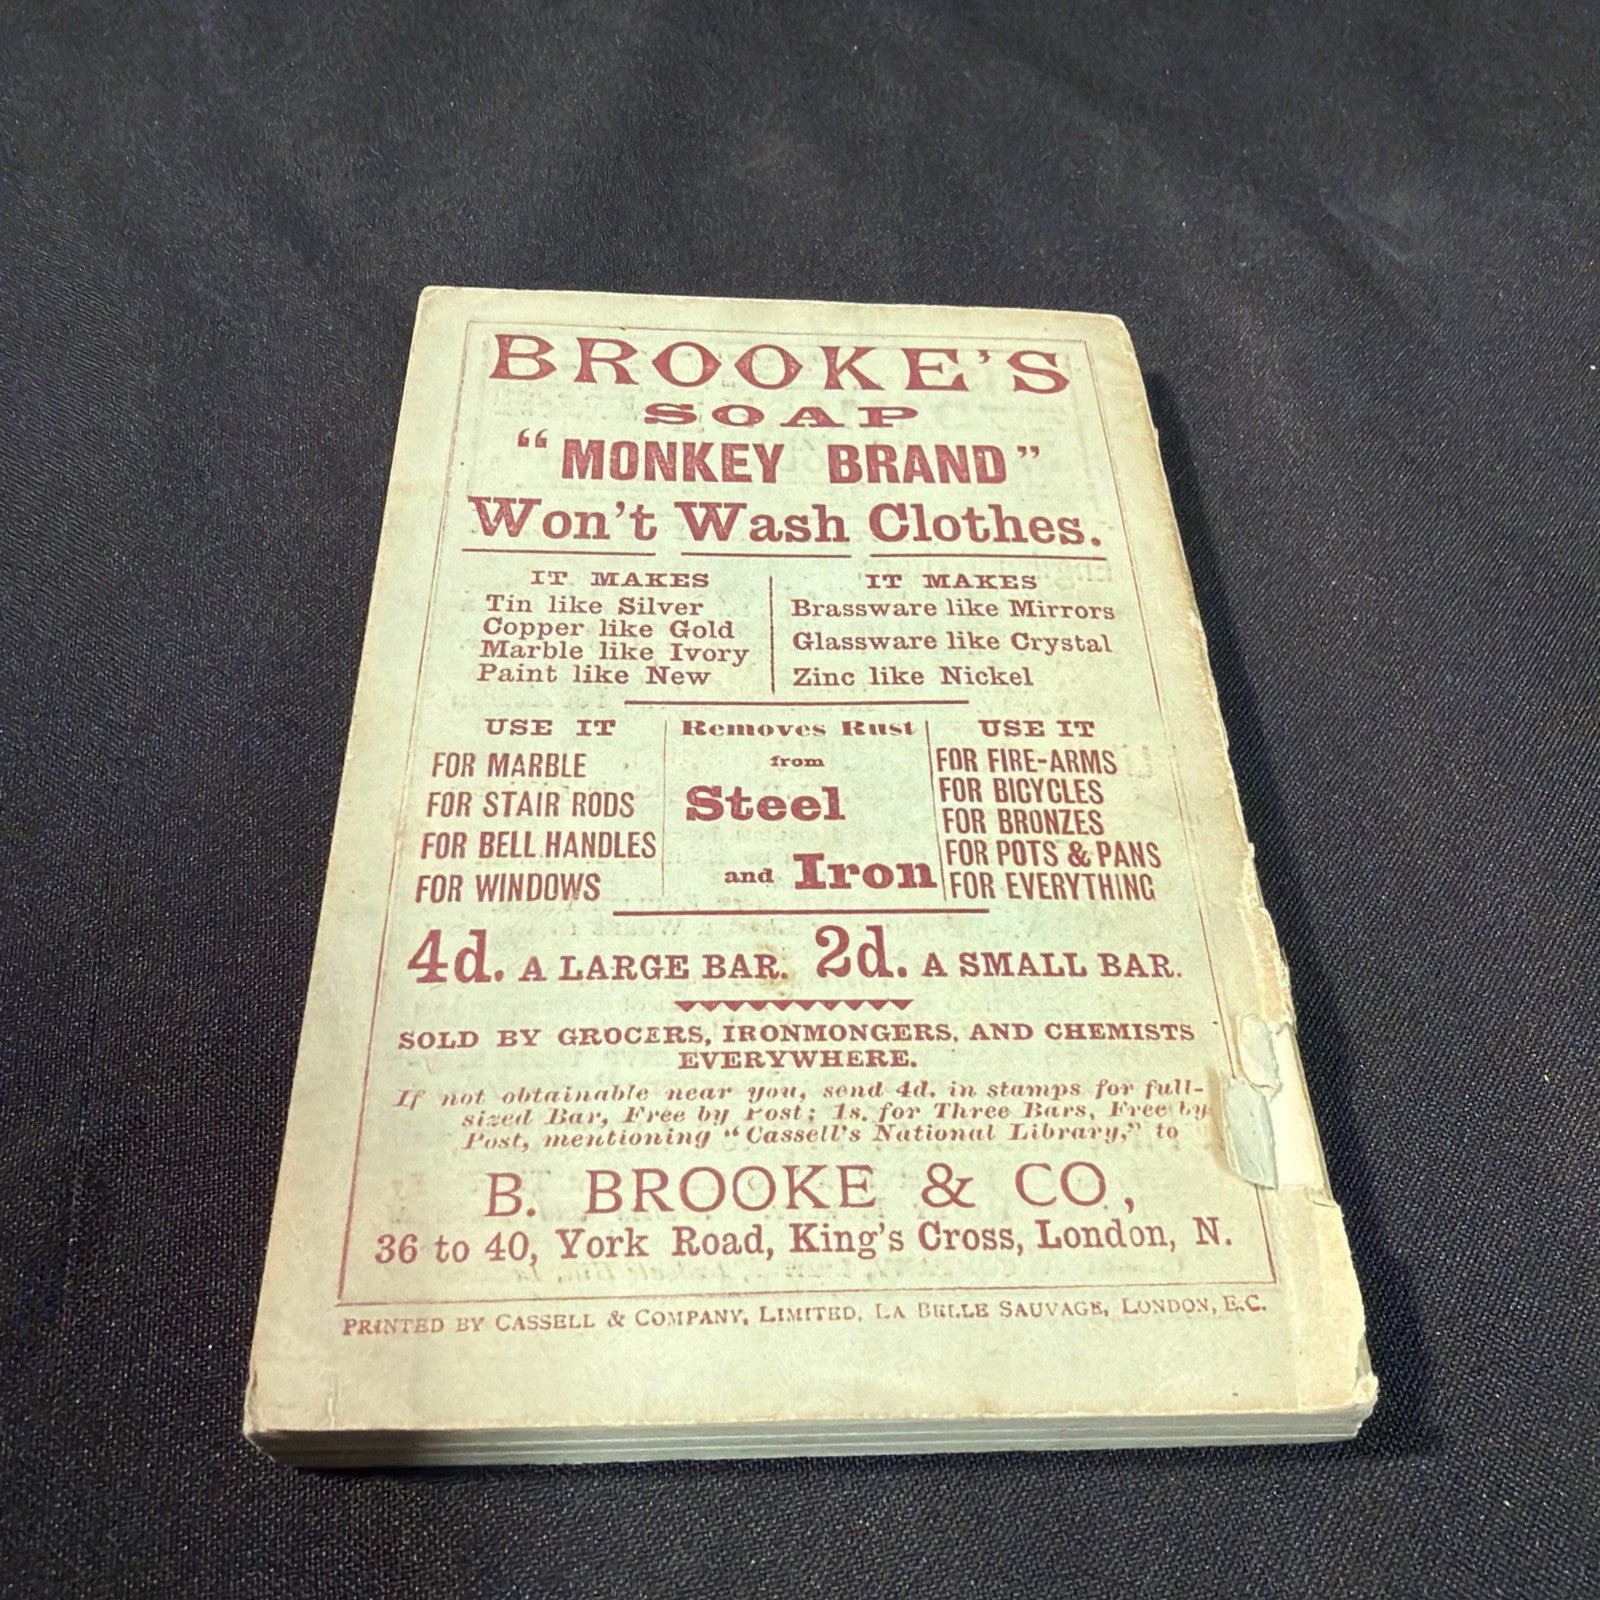 BROOKE'S
SOAP
"MONKEY BRAND"
Won't Wash Clothes.
IT MAKES
Tin like Silver
Copper like Gold
Marble like Ivory
Paint like New
IT MAKES
Brassware like Mirrors
Glassware like Crystal
Zinc like Nickel
USE IT
FOR MARBLE
FOR STAIR RODS
FOR BELL HANDLES
FOR WINDOWS
Removes Rust
from
Steel
and Iron
USE IT
FOR FIRE-ARMS
FOR BICYCLES
FOR BRONZES
FOR POTS & PANS
FOR EVERYTHING
4d. A LARGE BAR. 2d. A SMALL BAR.
SOLD BY GROCERS, IRONMONGERS, AND CHEMISTS
EVERYWHERE.
If not obtainable near you, send 4d. in stamps for full-
sized Bar, Free by Post; 1s. for Three Bars, Free by
Post, mentioning "Cassell's National Library," to
B. BROOKE & CO.,
36 to 40, York Road, King's Cross, London, N.
PRINTED BY CASSELL & COMPANY, LIMITED, LA BELLE SAUVAGE, LONDON, E.C.